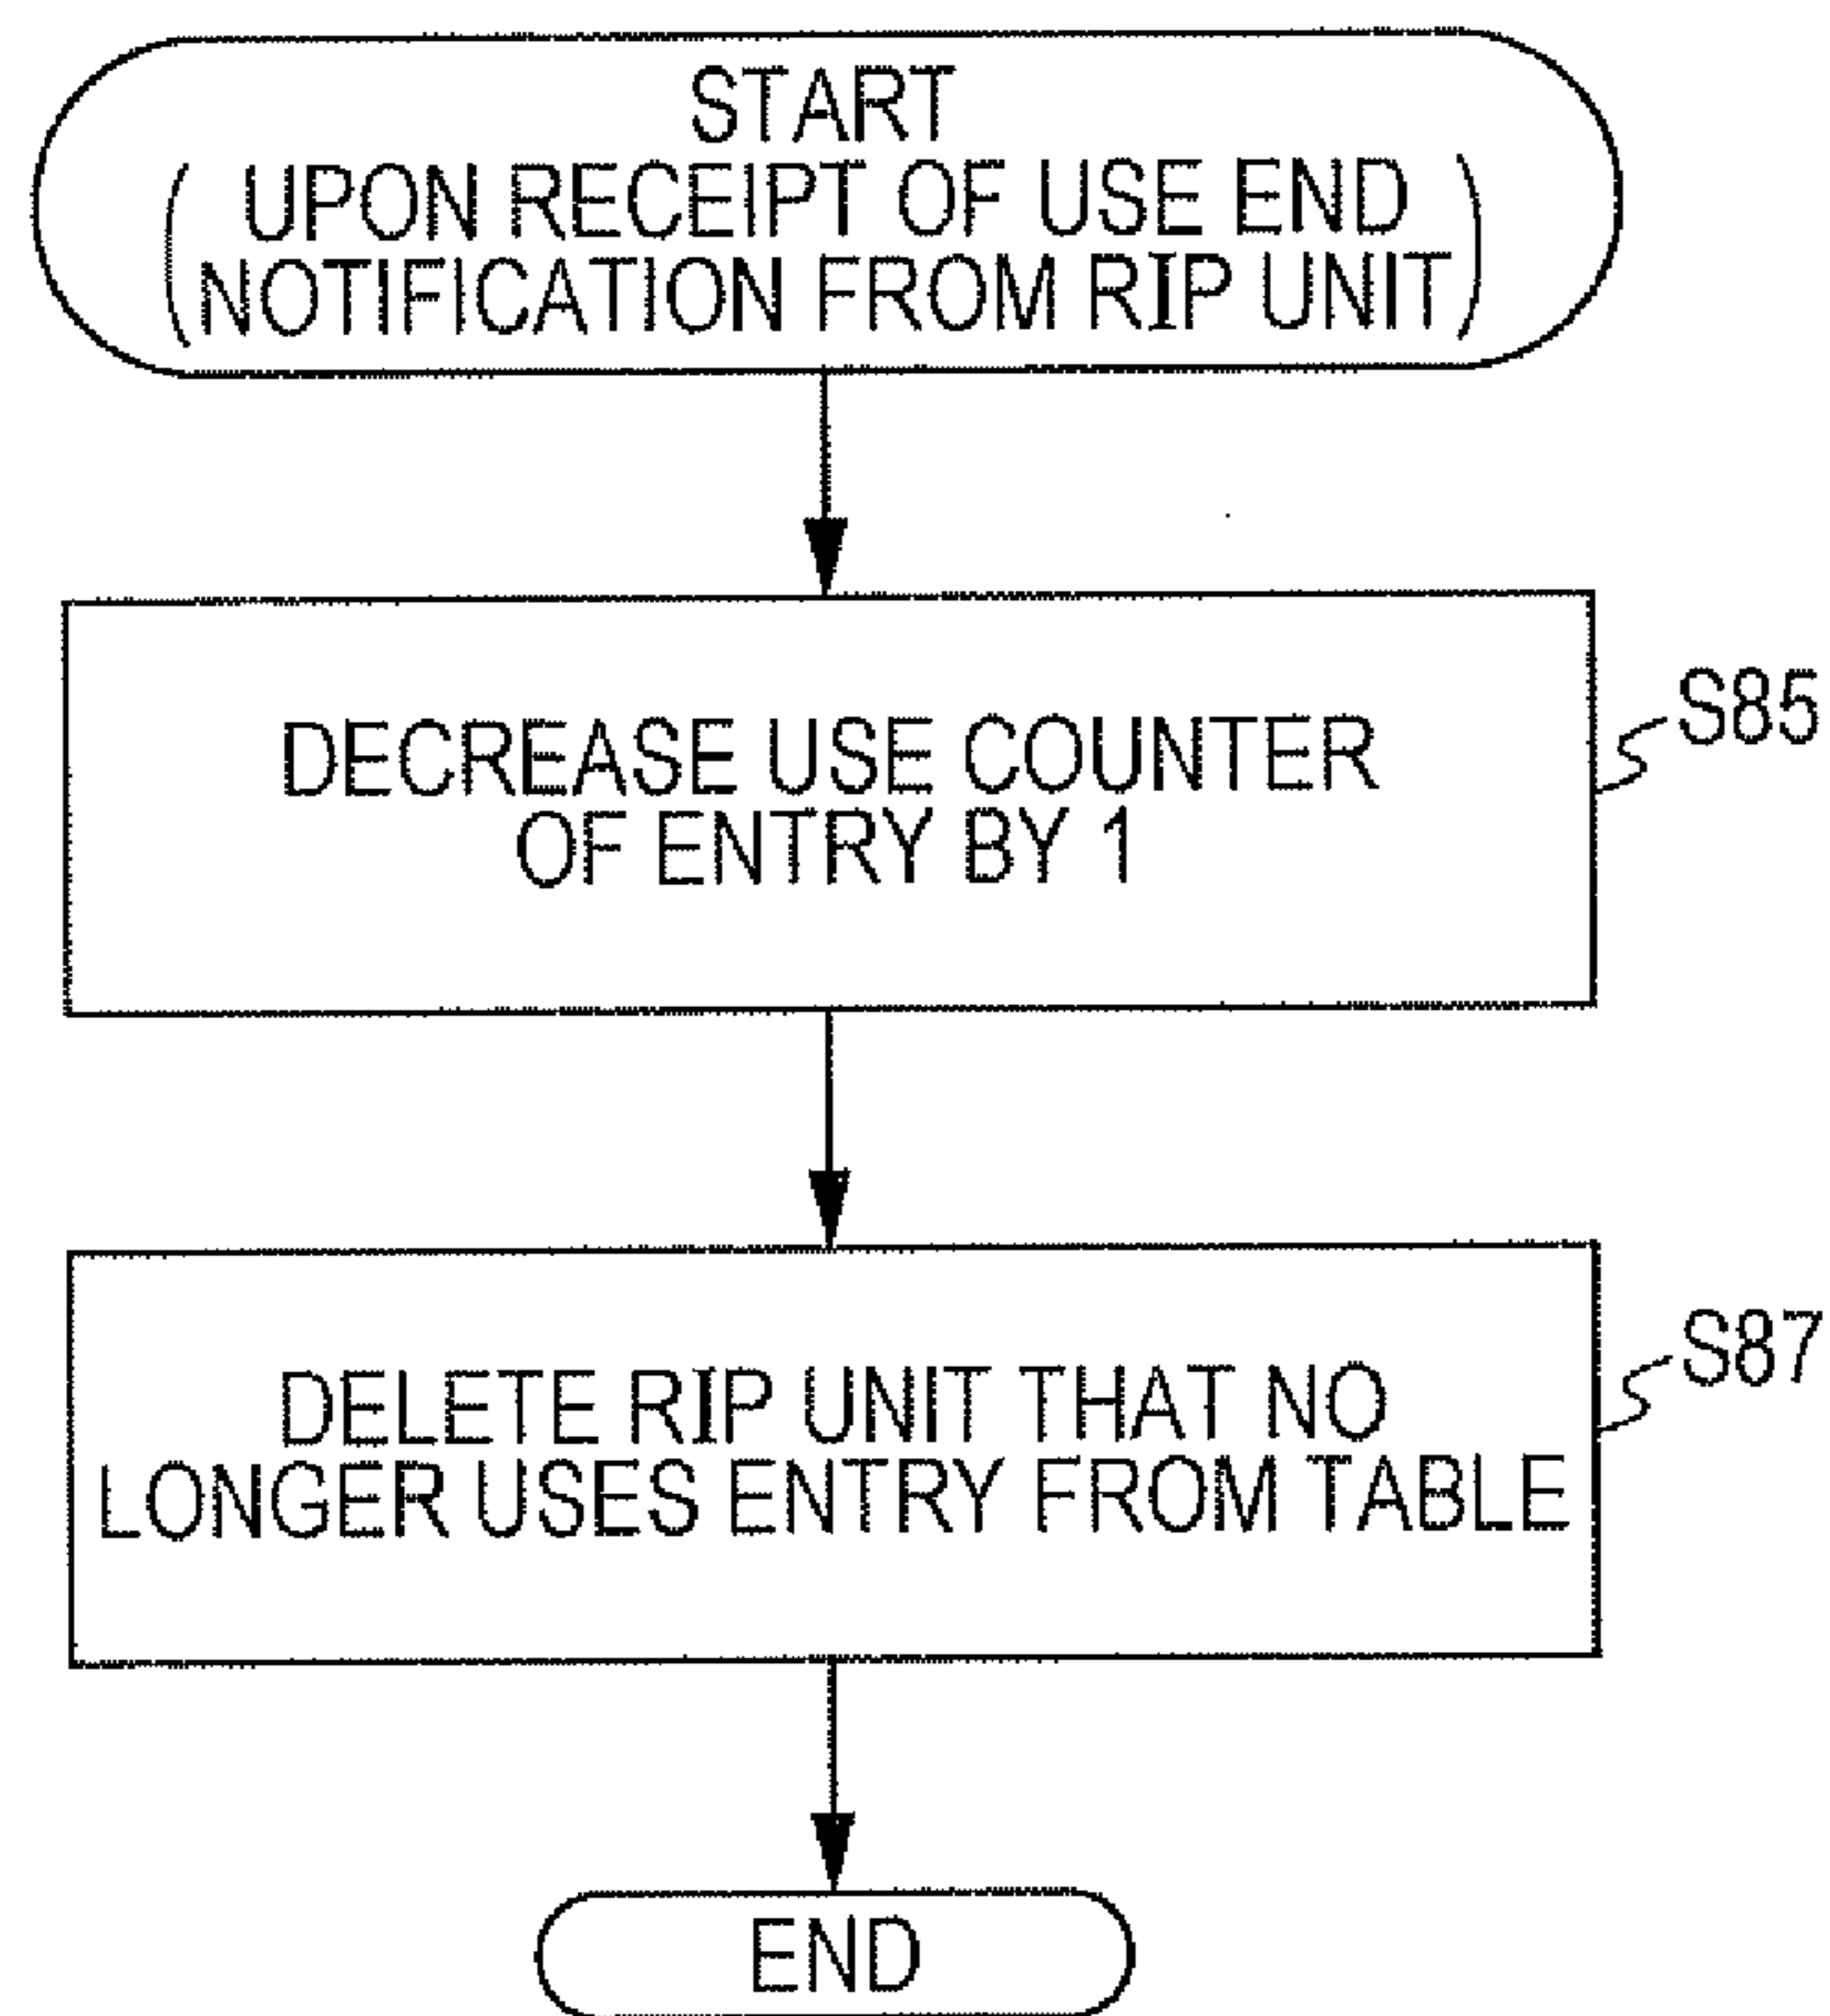 START
( UPON RECEIPT OF USE END
NOTIFICATION FROM RIP UNIT )
DECREASE USE COUNTER
OF ENTRY BY 1
S85
DELETE RIP UNIT THAT NO
LONGER USES ENTRY FROM TABLE
S87
END